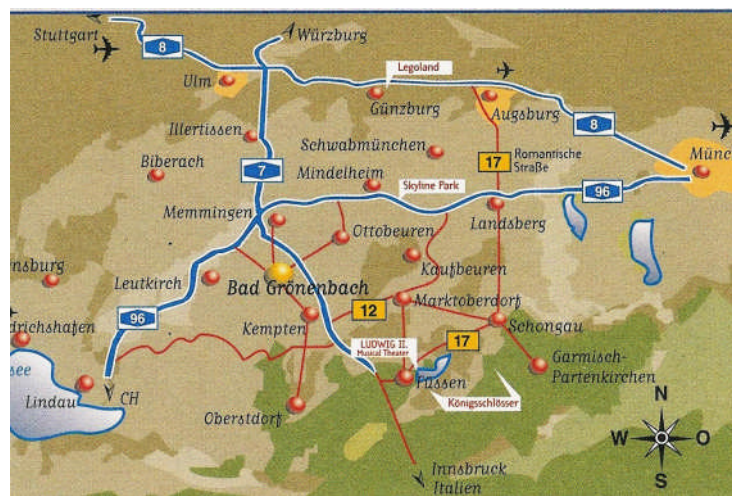 Stuttgart
Würzburg
8
Legoland
Ulm
Günzburg
Augsburg
Illertissen
8
Schwabmünchen
Biberach
7
17
Romantische
Straße
Münc
Mindelheim
Skyline Park
96
Memmingen
Landsberg
Ottobeuren
nsburg
Leutkirch
Kaufbeuren
Bad Grönenbach
Marktoberdorf
96
12
drichshafen
Kempten
Schongau
17
LUDWIG II.
Musical Theater
see
Garmisch-
Partenkirchen
Füssen
Lindau
CH
Oberstdorf
Königsschlösser
N
W
O
S
Innsbruck
Italien